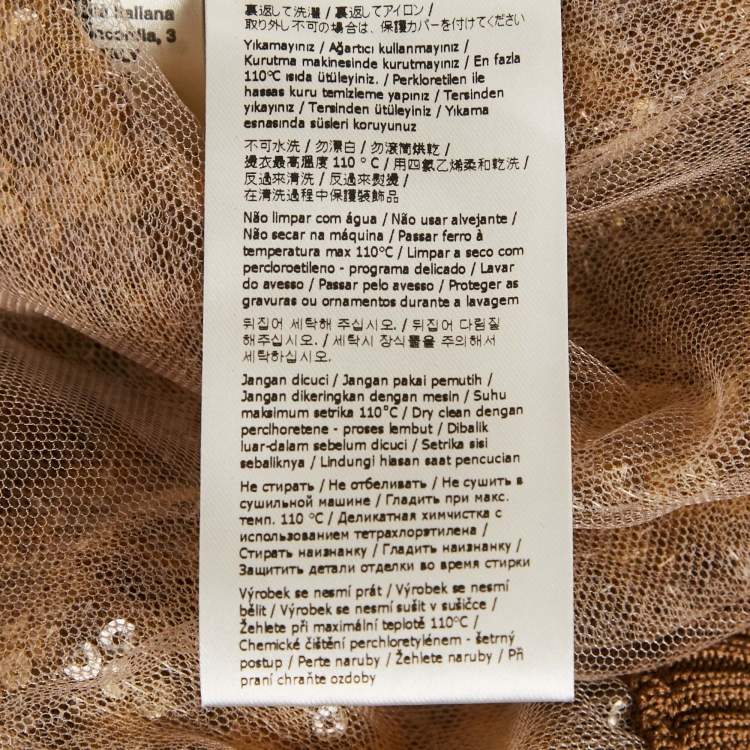 Italiana
3
裏返して洗濯 / 裏返してアイロン /
取り外し不可の場合は、保護カバーを付けてください
Yıkamayınız / Ağartıcı kullanmayınız /
Kurutma makinesinde kurutmayınız / En fazla
110°C ısıda ütüleyiniz. / Perkloretilen ile
hassas kuru temizleme yapınız / Tersinden
yıkayınız / Tersinden ütüleyiniz / Yıkama
esnasında süsleri koruyunuz
不可水洗 / 勿漂白 / 勿滾筒烘乾 /
燙衣最高溫度 110 ° C / 用四氯乙烯柔和乾洗 /
反過來清洗 / 反過來熨燙 /
在清洗過程中保護裝飾品
Não limpar com água / Não usar alvejante /
Não secar na máquina / Passar ferro à
temperatura max 110°C / Limpar a seco com
percloroetileno - programa delicado / Lavar
do avesso / Passar pelo avesso / Proteger as
gravuras ou ornamentos durante a lavagem
뒤집어 세탁해 주십시오. / 뒤집어 다림질
해주십시오. / 세탁시 장식물을 주의해서
세탁하십시오.
Jangan dicuci / Jangan pakai pemutih /
Jangan dikeringkan dengan mesin / Suhu
maksimum setrika 110°C / Dry clean dengan
perclhoretene - proses lembut / Dibalik
luar-dalam sebelum dicuci / Setrika sisi
sebaliknya / Lindungi hiasan saat pencucian
Не стирать / Не отбеливать / Не сушить в
сушильной машине / Гладить при макс.
темп. 110 °C / Деликатная химчистка с
использованием тетрахлорэтилена /
Стирать наизнанку / Гладить наизнанку /
Защитить детали отделки во время стирки
Výrobek se nesmí prát / Výrobek se nesmí
bělit / Výrobek se nesmí sušit v sušičce /
Žehlete při maximální teplotě 110°C /
Chemické čištění perchloretylénem - šetrný
postup / Perte naruby / Žehlete naruby / Při
praní chraňte ozdoby